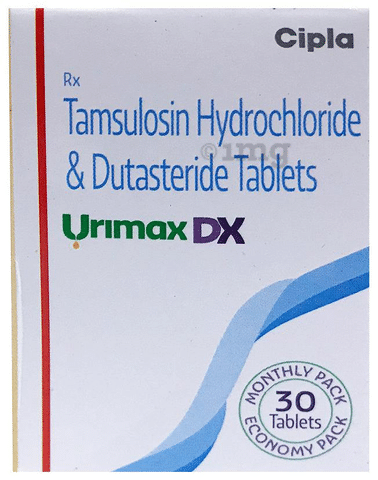 Cipla
Rx
Tamsulosin Hydrochloride
©1mg
& Dutasteride Tablets
Urimax DX
MONTHLY PACK
30
Tablets
ECONOMY PACK